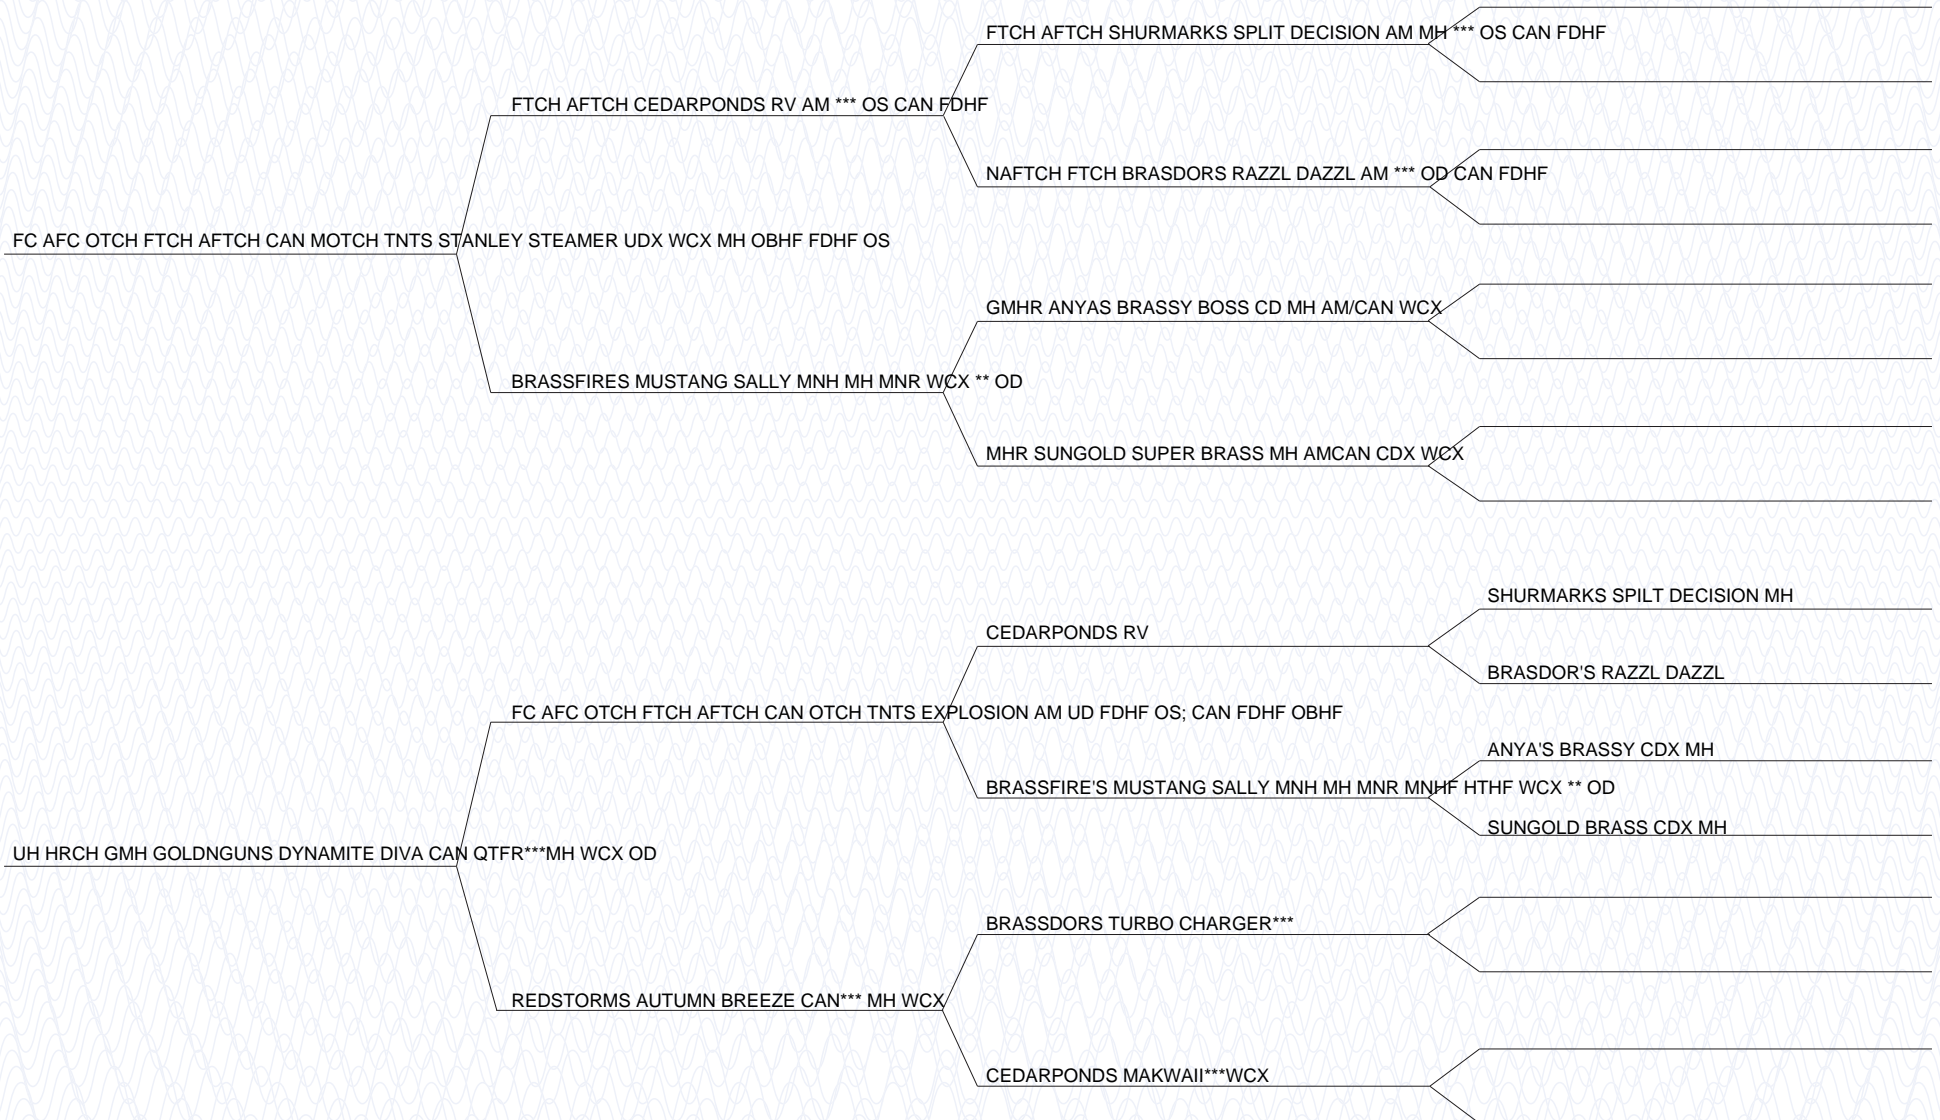 FTCH AFTCH SHURMARKS SPLIT DECISION AM MH *** OS CAN FDHF
FTCH AFTCH CEDARPONDS RV AM *** OS CAN FDHF
NAFTCH FTCH BRASDORS RAZZL DAZZL AM *** OD CAN FDHF
FC AFC OTCH FTCH AFTCH CAN MOTCH TNTS STANLEY STEAMER UDX WCX MH OBHF FDHF OS
GMHR ANYAS BRASSY BOSS CD MH AM/CAN WCX
BRASSFIRES MUSTANG SALLY MNH MH MNR WCX ** OD
MHR SUNGOLD SUPER BRASS MH AMCAN CDX WCX
SHURMARKS SPILT DECISION MH
CEDARPONDS RV
BRASDOR'S RAZZL DAZZL
FC AFC OTCH FTCH AFTCH CAN OTCH TNTS EXPLOSION AM UD FDHF OS; CAN FDHF OBHF
ANYA'S BRASSY CDX MH
BRASSFIRE'S MUSTANG SALLY MNH MH MNR MNHF HTHF WCX ** OD
SUNGOLD BRASS CDX MH
UH HRCH GMH GOLDNGUNS DYNAMITE DIVA CAN QTFR***MH WCX OD
BRASSDORS TURBO CHARGER***
REDSTORMS AUTUMN BREEZE CAN*** MH WCX
CEDARPONDS MAKWAII***WCX